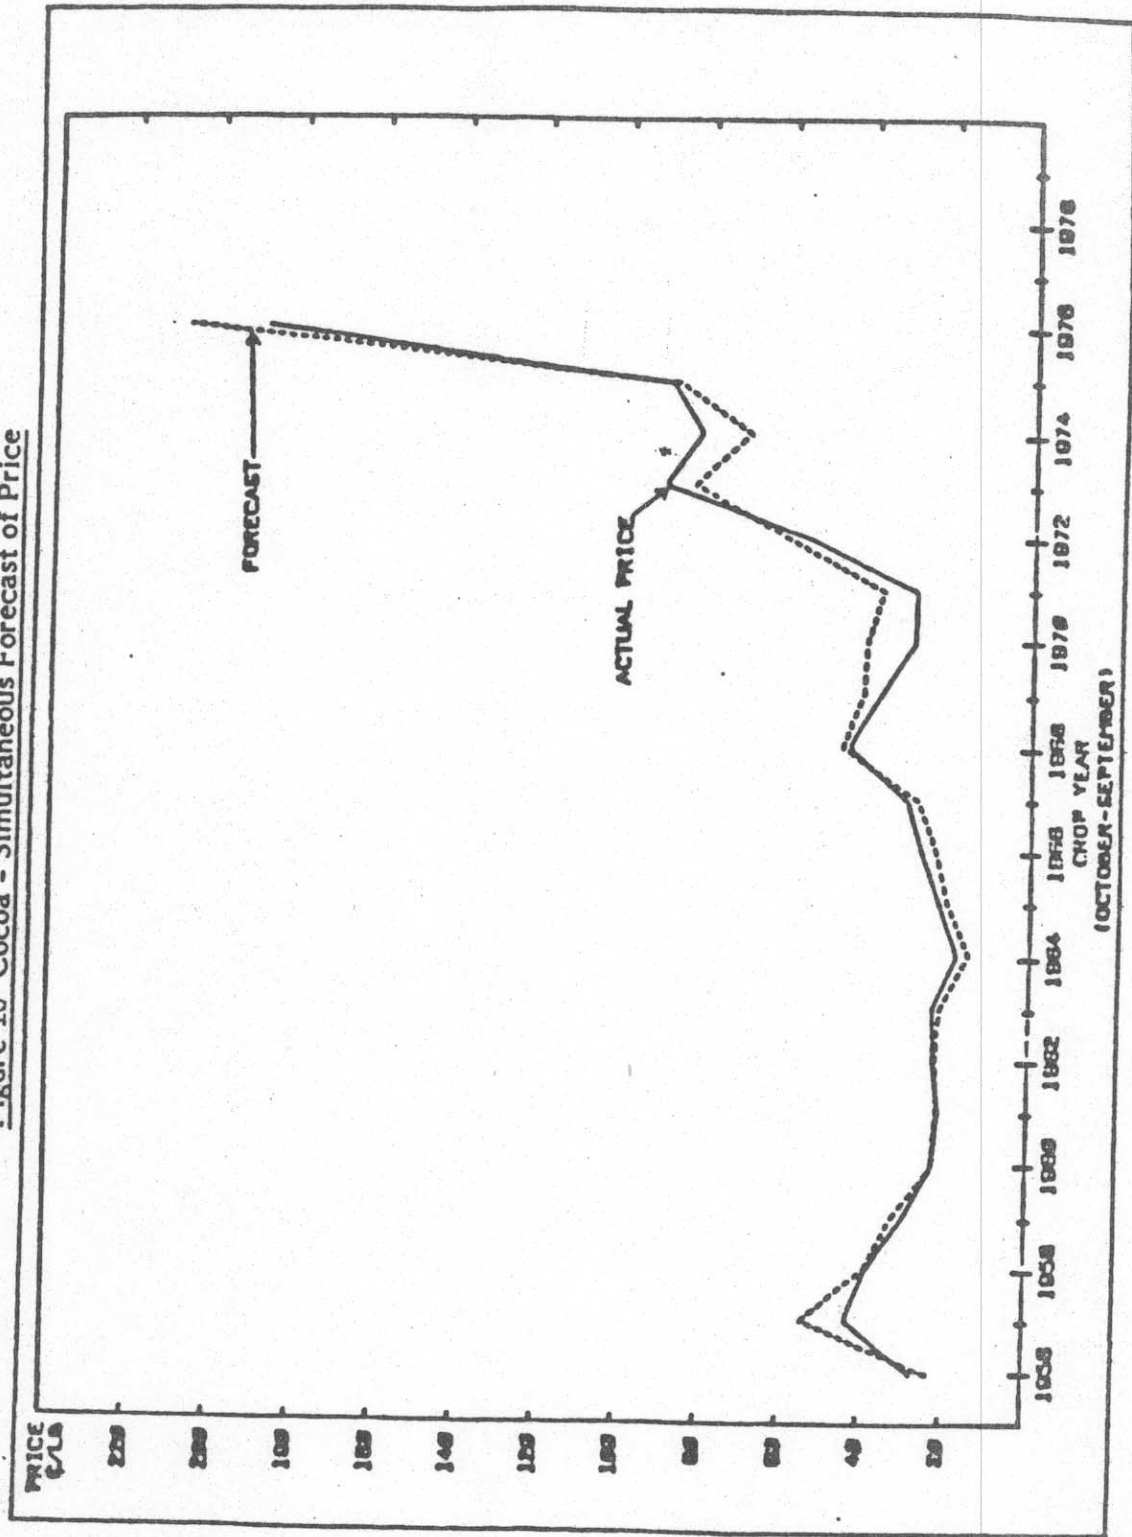 Figure 10 Cocoa - Simultaneous Forecast of Price
PRICE
¢/LB
220
200
180
160
140
120
100
80
60
40
20
FORECAST
ACTUAL PRICE
1956 1958 1960 1962 1964 1966 1968 1970 1972 1974 1976 1978
CROP YEAR
(OCTOBER-SEPTEMBER)